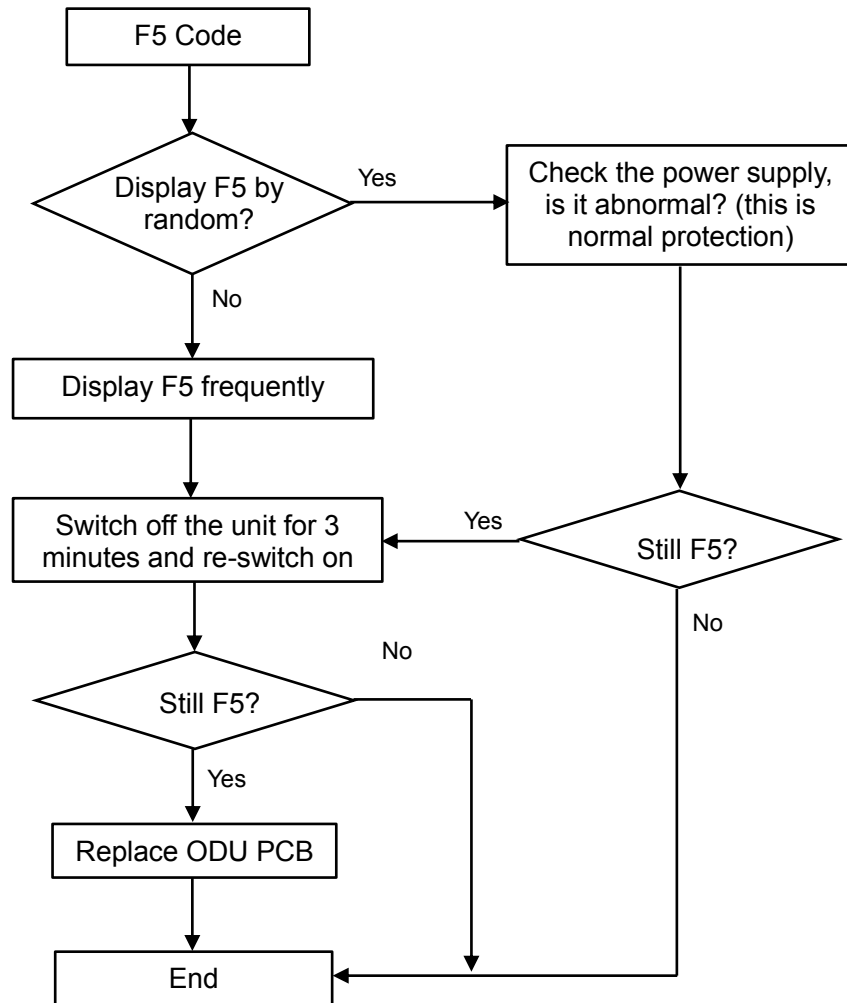 F5 Code
Display F5 by
random?
Yes
Check the power supply,
is it abnormal? (this is
normal protection)
No
Display F5 frequently
Switch off the unit for 3
minutes and re-switch on
Yes
Still F5?
No
No
Still F5?
Yes
Replace ODU PCB
End